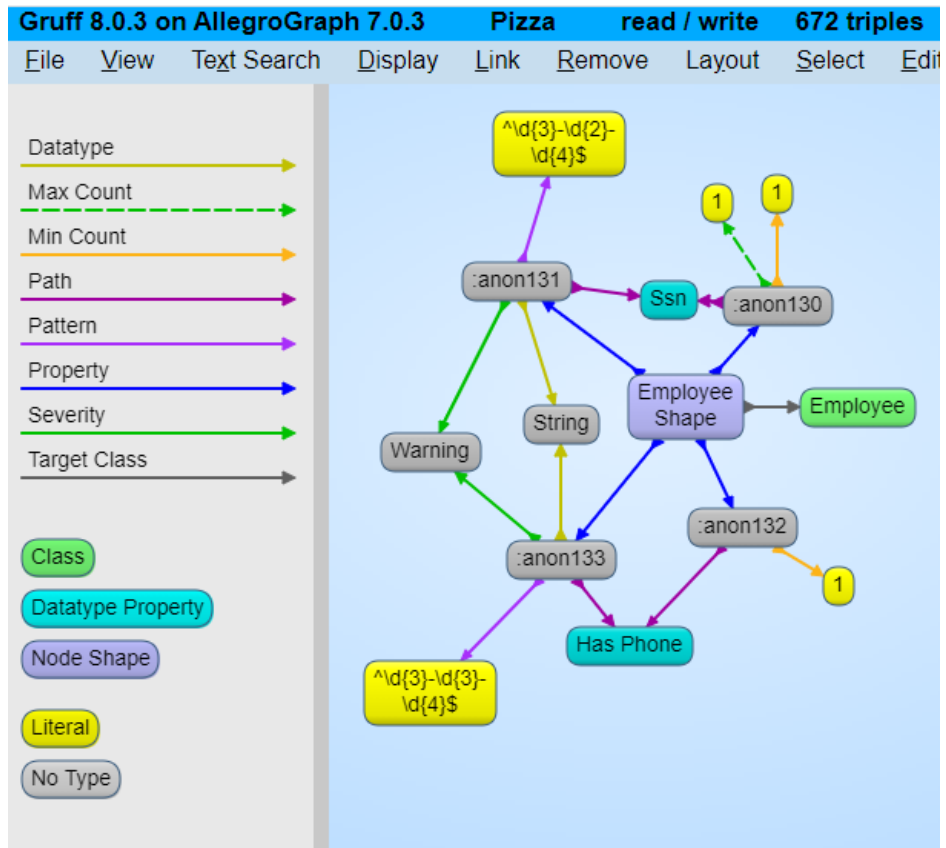 Gruff 8.0.3 on AllegroGraph 7.0.3 Pizza read / write 672 triples
File View Text Search Display Link Remove Layout Select Edit
Datatype
Max Count
Min Count
Path
Pattern
Property
Severity
Target Class
Class
Datatype Property
Node Shape
Literal
No Type
^\d{3}-\d{2}-
\d{4}$
1
1
:anon131
Ssn
:anon130
Employee
Shape
Employee
String
Warning
:anon132
:anon133
1
Has Phone
^\d{3}-\d{3}-
\d{4}$